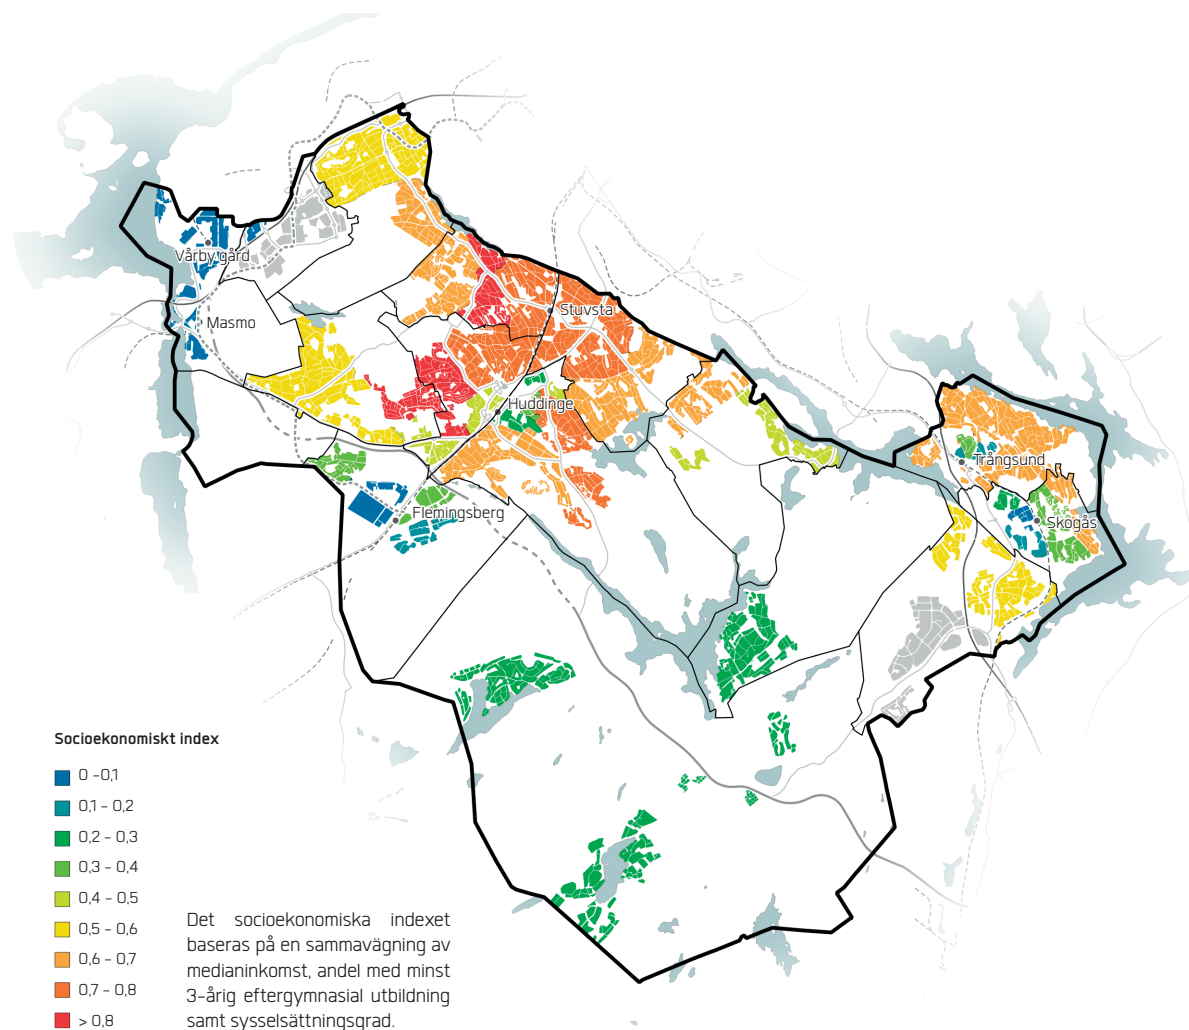 Vårby gård
Masmo
Stuvsta
Huddinge
Flemingsberg
Trångsund
Skogås
Socioekonomiskt index
0 -0,1
0,1 - 0,2
0,2 - 0,3
0,3 - 0,4
0,4 - 0,5
0,5 - 0,6
0,6 - 0,7
0,7 - 0,8
> 0,8
Det socioekonomiska indexet
baseras på en sammavägning av
medianinkomst, andel med minst
3-årig eftergymnasial utbildning
samt sysselsättningsgrad.